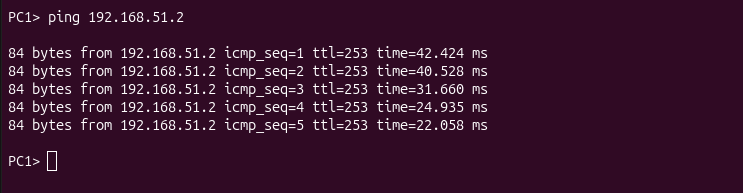 PC1> ping 192.168.51.2
84 bytes from 192.168.51.2 icmp_seq=1 ttl=253 time=42.424 ms
84 bytes from 192.168.51.2 icmp_seq=2 ttl=253 time=40.528 ms
84 bytes from 192.168.51.2 icmp_seq=3 ttl=253 time=31.660 ms
84 bytes from 192.168.51.2 icmp_seq=4 ttl=253 time=24.935 ms
84 bytes from 192.168.51.2 icmp_seq=5 ttl=253 time=22.058 ms
PC1>